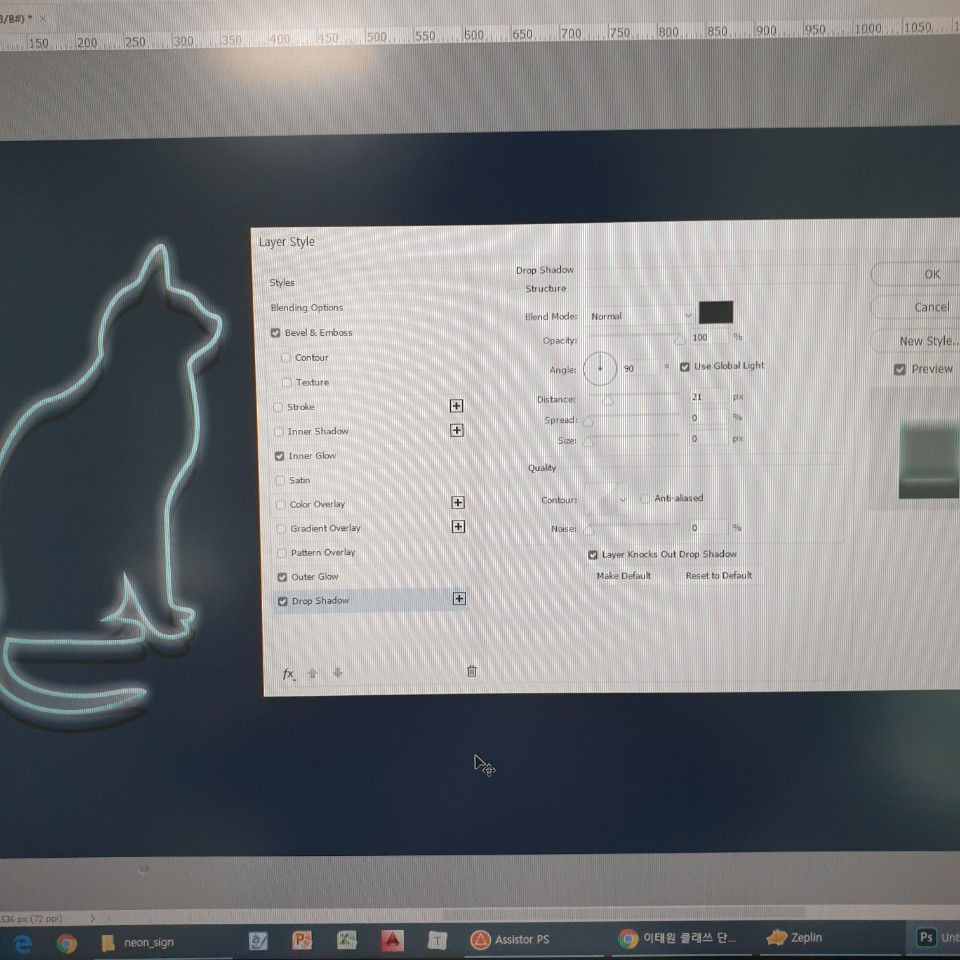 3/8#) *
150 200 250 300 350 400 450 500 550 600 650 700 750 800 850 900 950 1000 1050
Layer Style
Styles
Blending Options
Bevel & Emboss
Contour
Texture
Stroke
Inner Shadow
Inner Glow
Satin
Color Overlay
Gradient Overlay
Pattern Overlay
Outer Glow
Drop Shadow
fx
Drop Shadow
Structure
Blend Mode: Normal
Opacity: 100 %
Angle: 90 ° Use Global Light
Distance: 21 px
Spread: 0 %
Size: 0 px
Quality
Contour: Anti-aliased
Noise: 0 %
Layer Knocks Out Drop Shadow
Make Default Reset to Default
OK
Cancel
New Style...
Preview
536 px (72 ppi)
neon_sign
T
Assistor PS
이태원 클래쓰 단...
Zeplin
Ps
Unt